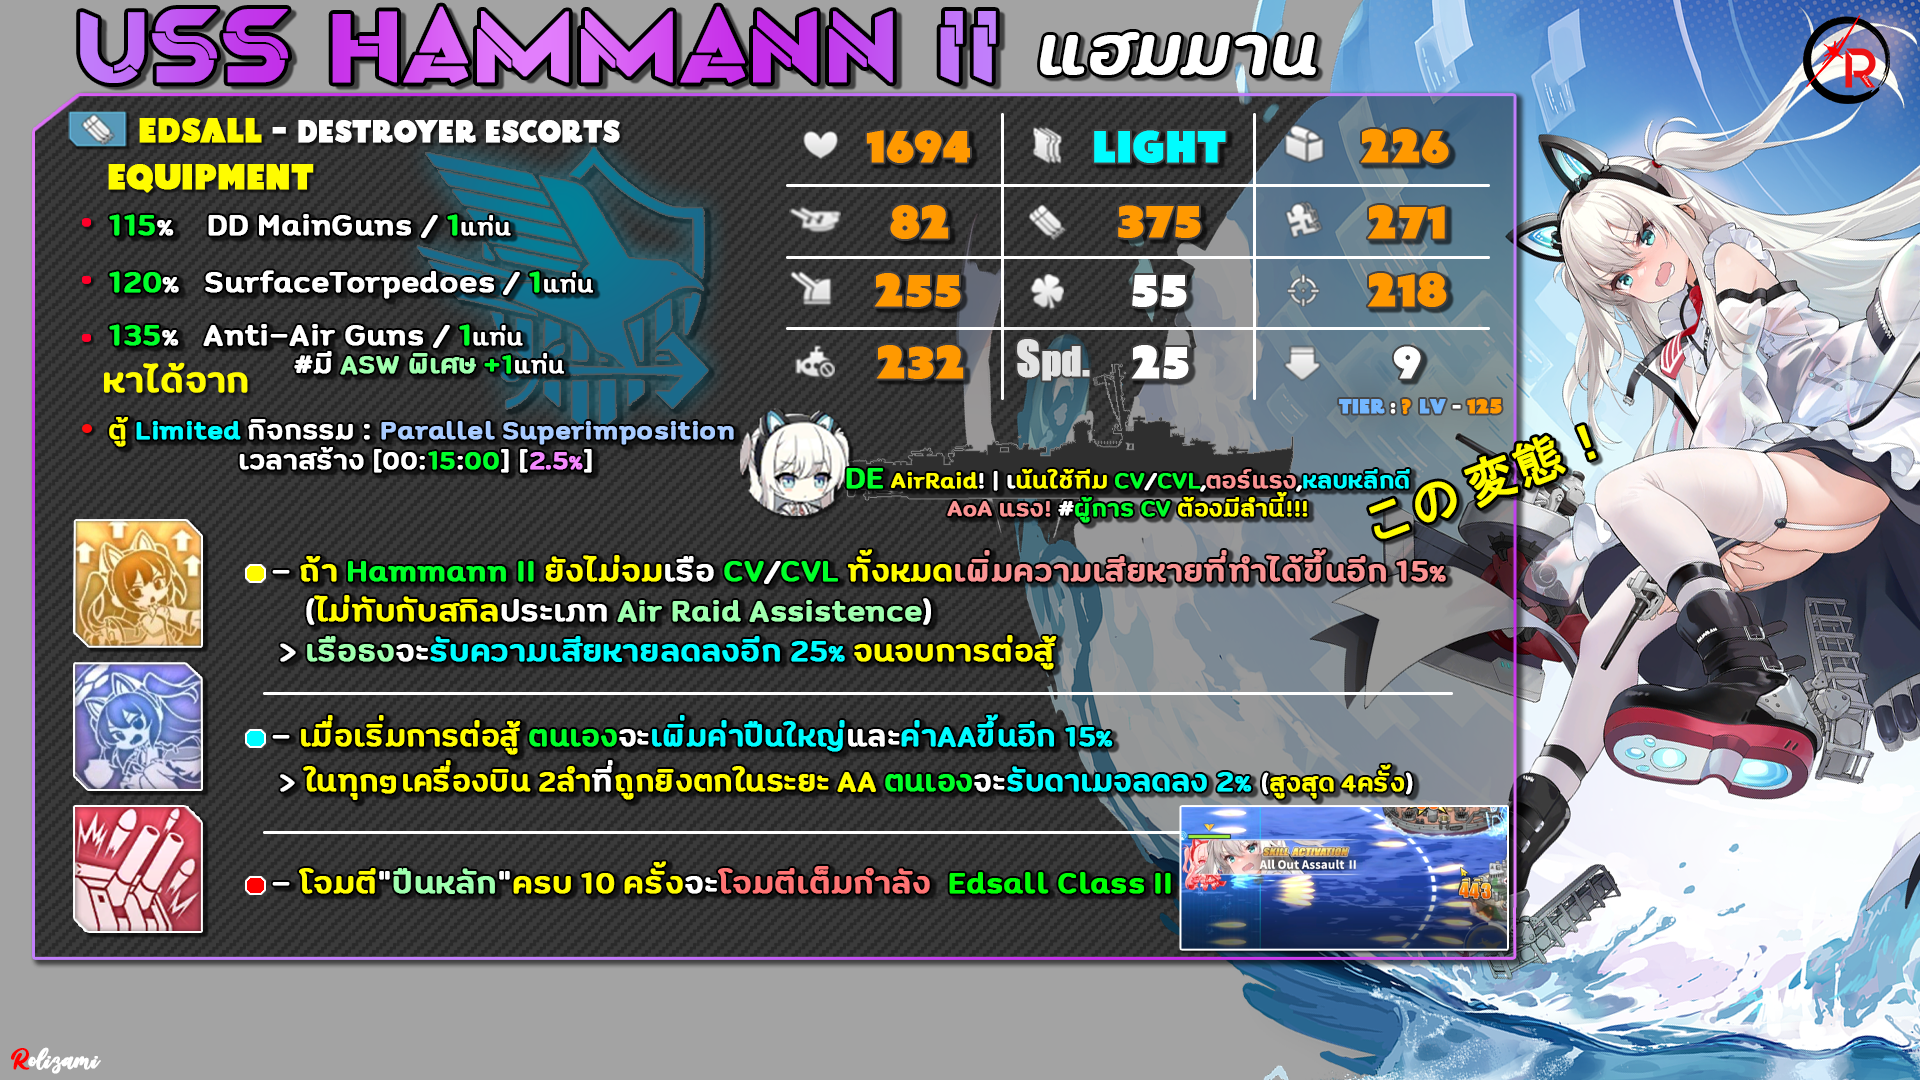 USS HAMMANN II แฮมมาน
R
EDSALL - DESTROYER ESCORTS
EQUIPMENT
• 115% DD MainGuns / 1แท่น
• 120% SurfaceTorpedoes / 1แท่น
• 135% Anti-Air Guns / 1แท่น
#มี ASW พิเศษ +1แท่น
หาได้จาก
• ตู้ Limited กิจกรรม : Parallel Superimposition
เวลาสร้าง [00:15:00] [2.5%]
1694 LIGHT 226
82 375 271
255 55 218
232 Spd. 25 9
TIER : ? LV - 125
DE AirRaid! | เน้นใช้ทีม CV/CVL,ตอร์แรง,หลบหลีกดี
AoA แรง! #ผู้การ CV ต้องมีลำนี้!!!
この変態！
- ถ้า Hammann II ยังไม่จมเรือ CV/CVL ทั้งหมดเพิ่มความเสียหายที่ทำได้ขึ้นอีก 15%
(ไม่ทับกับสกิลประเภท Air Raid Assistence)
> เรือธงจะรับความเสียหายลดลงอีก 25% จนจบการต่อสู้
- เมื่อเริ่มการต่อสู้ ตนเองจะเพิ่มค่าปืนใหญ่และค่าAAขึ้นอีก 15%
> ในทุกๆเครื่องบิน 2ลำที่ถูกยิงตกในระยะ AA ตนเองจะรับดาเมจลดลง 2% (สูงสุด 4ครั้ง)
- โจมตี"ปืนหลัก"ครบ 10 ครั้งจะโจมตีเต็มกำลัง Edsall Class II
SKILL ACTIVATION
All Out Assault II
443
Rolizami